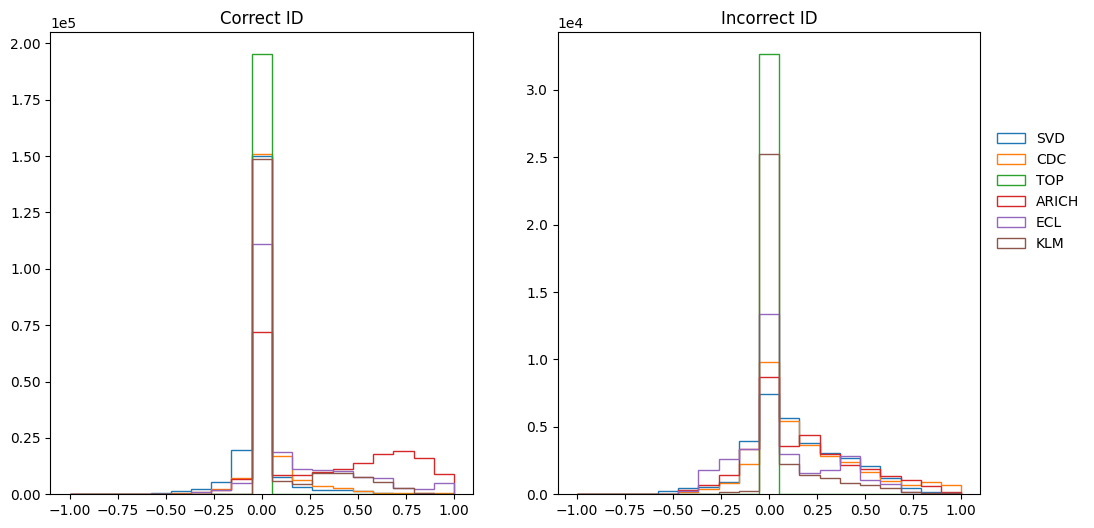 Correct ID
1e5
2.00
1.75
1.50
1.25
1.00
0.75
0.50
0.25
0.00
−1.00 −0.75 −0.50 −0.25 0.00 0.25 0.50 0.75 1.00
Incorrect ID
1e4
3.0
2.5
2.0
1.5
1.0
0.5
0.0
−1.00 −0.75 −0.50 −0.25 0.00 0.25 0.50 0.75 1.00
SVD
CDC
TOP
ARICH
ECL
KLM